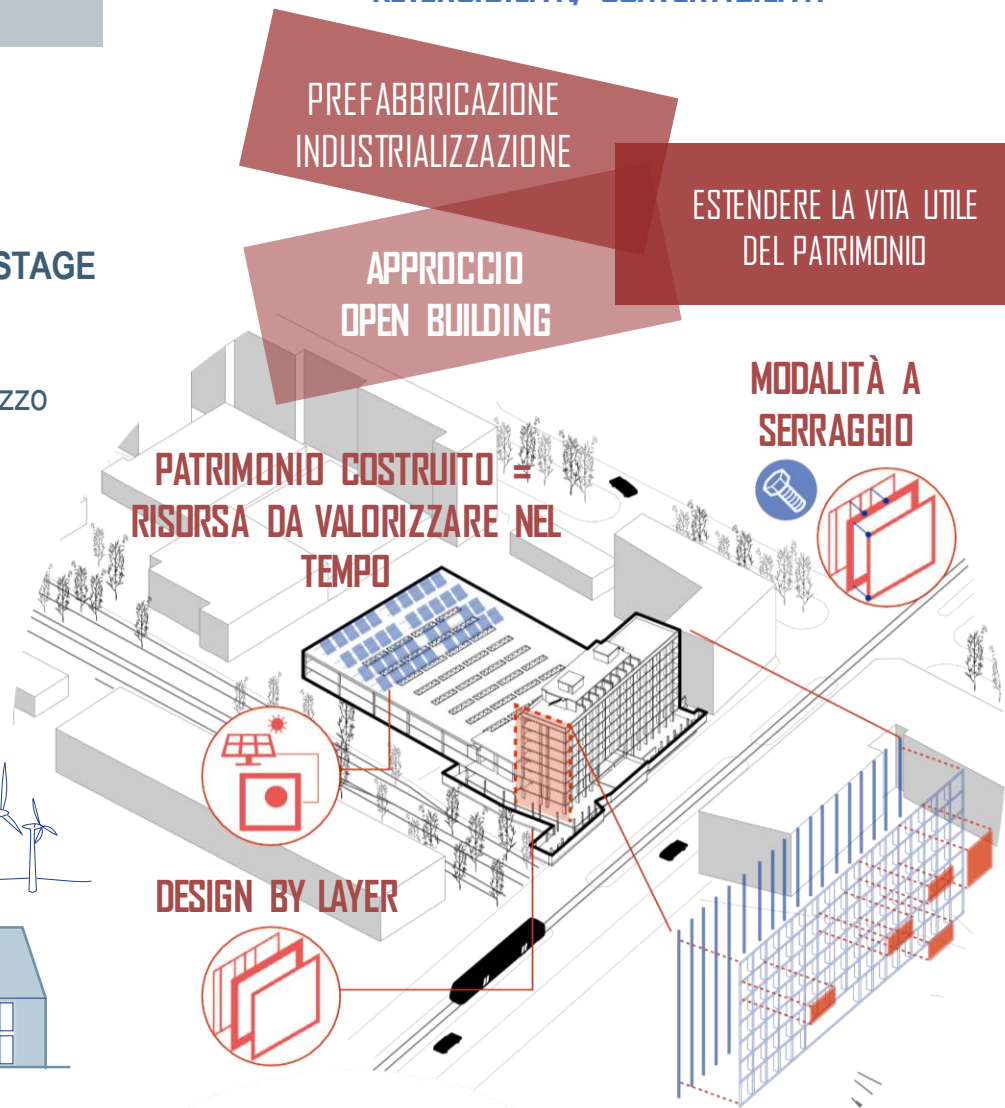 PREFABBRICAZIONE
INDUSTRIALIZZAZIONE
ESTENDERE LA VITA UTILE
DEL PATRIMONIO
STAGE
APPROCCIO
OPEN BUILDING
MODALITÀ A
SERRAGGIO
PATRIMONIO COSTRUITO =
RISORSA DA VALORIZZARE NEL
TEMPO
DESIGN BY LAYER